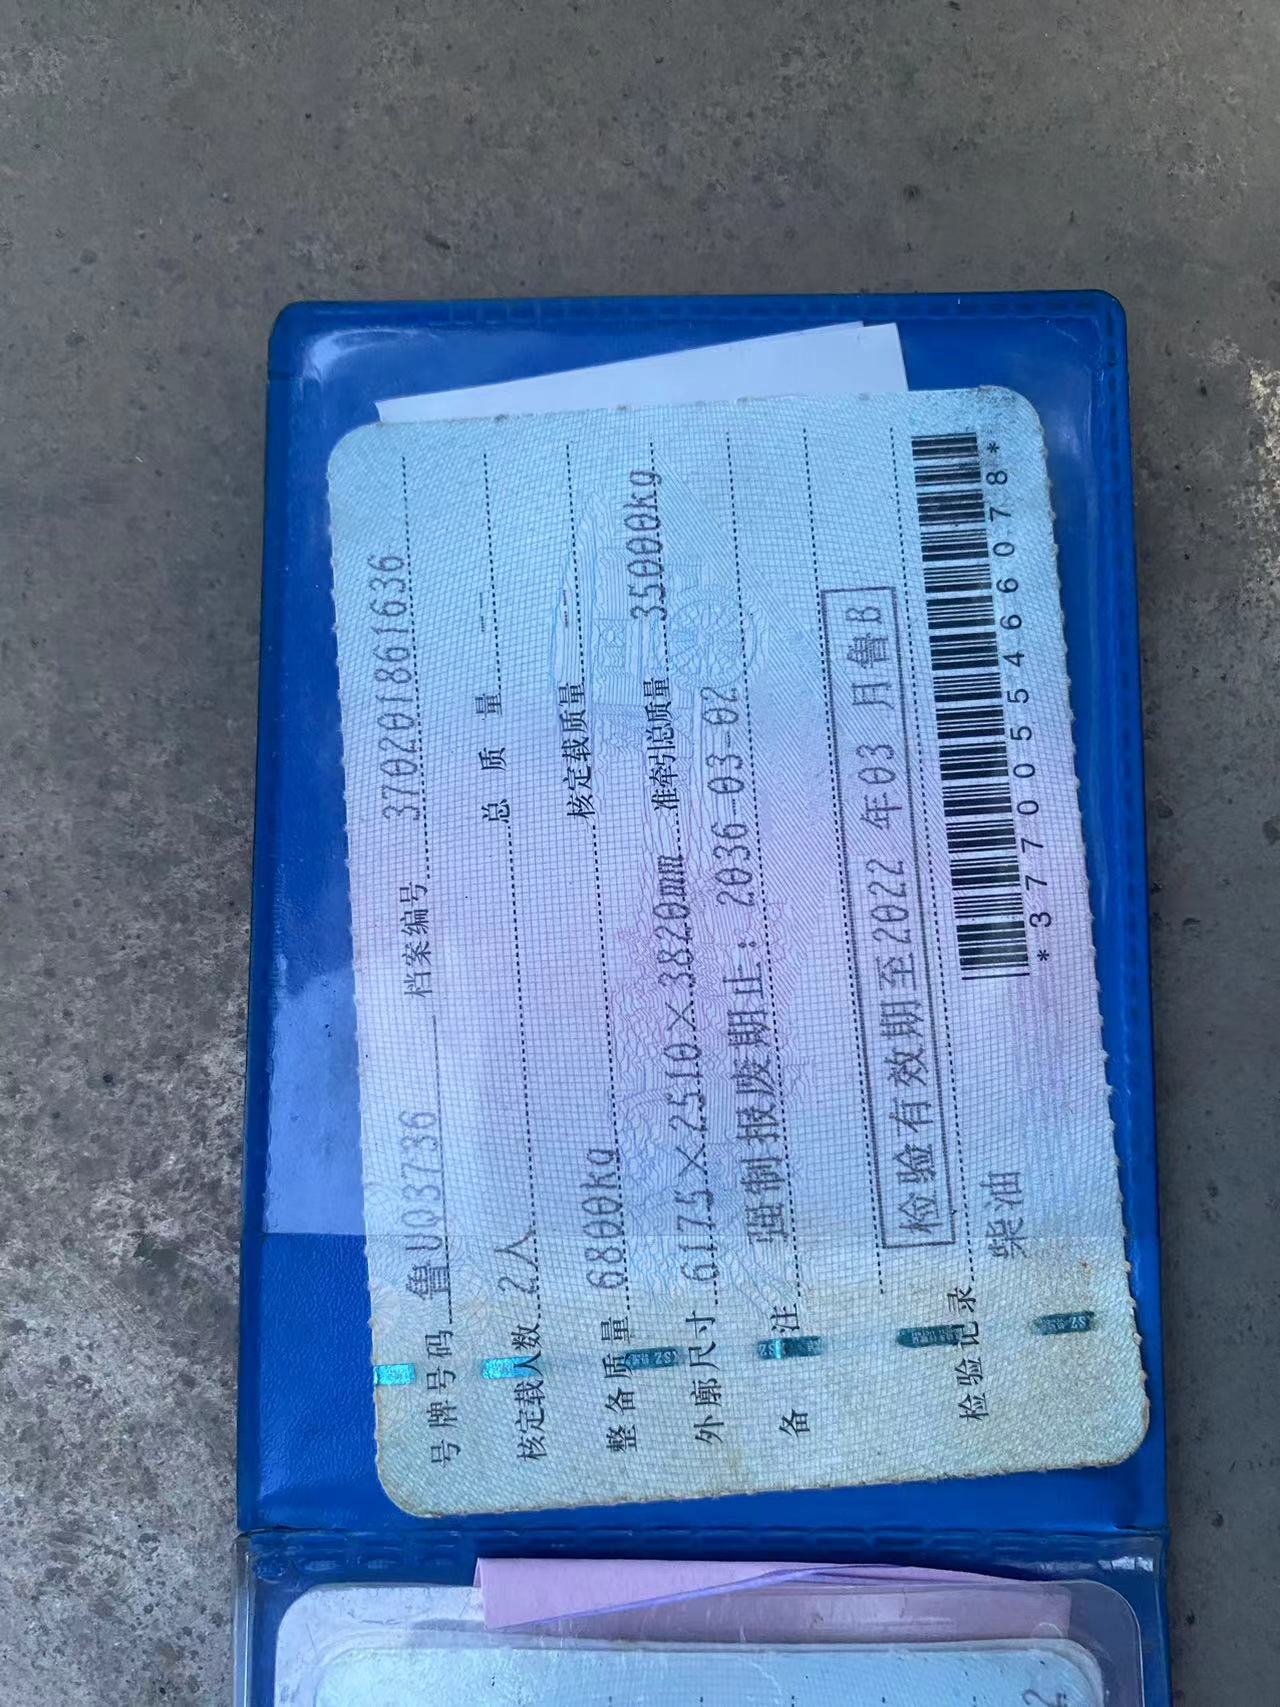 号牌号码 鲁UQ3736 档案编号 370201861636
核定载人数 2人 总质量 --
整备质量 6800kg 核定载质量 --
外廓尺寸 6175×2510×3820mm 准牵引总质量 35000kg
备注 强制报废期止：2036-03-02
检验有效期至2022年03月鲁B
检验记录
柴油
*3770055466078*